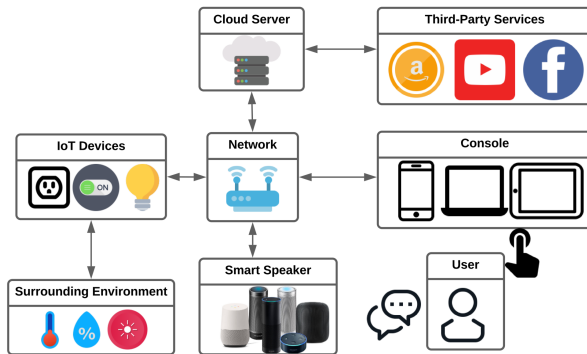 Cloud Server
Third-Party Services
a
f
IoT Devices
ON
Network
Console
Surrounding Environment
%
Smart Speaker
User